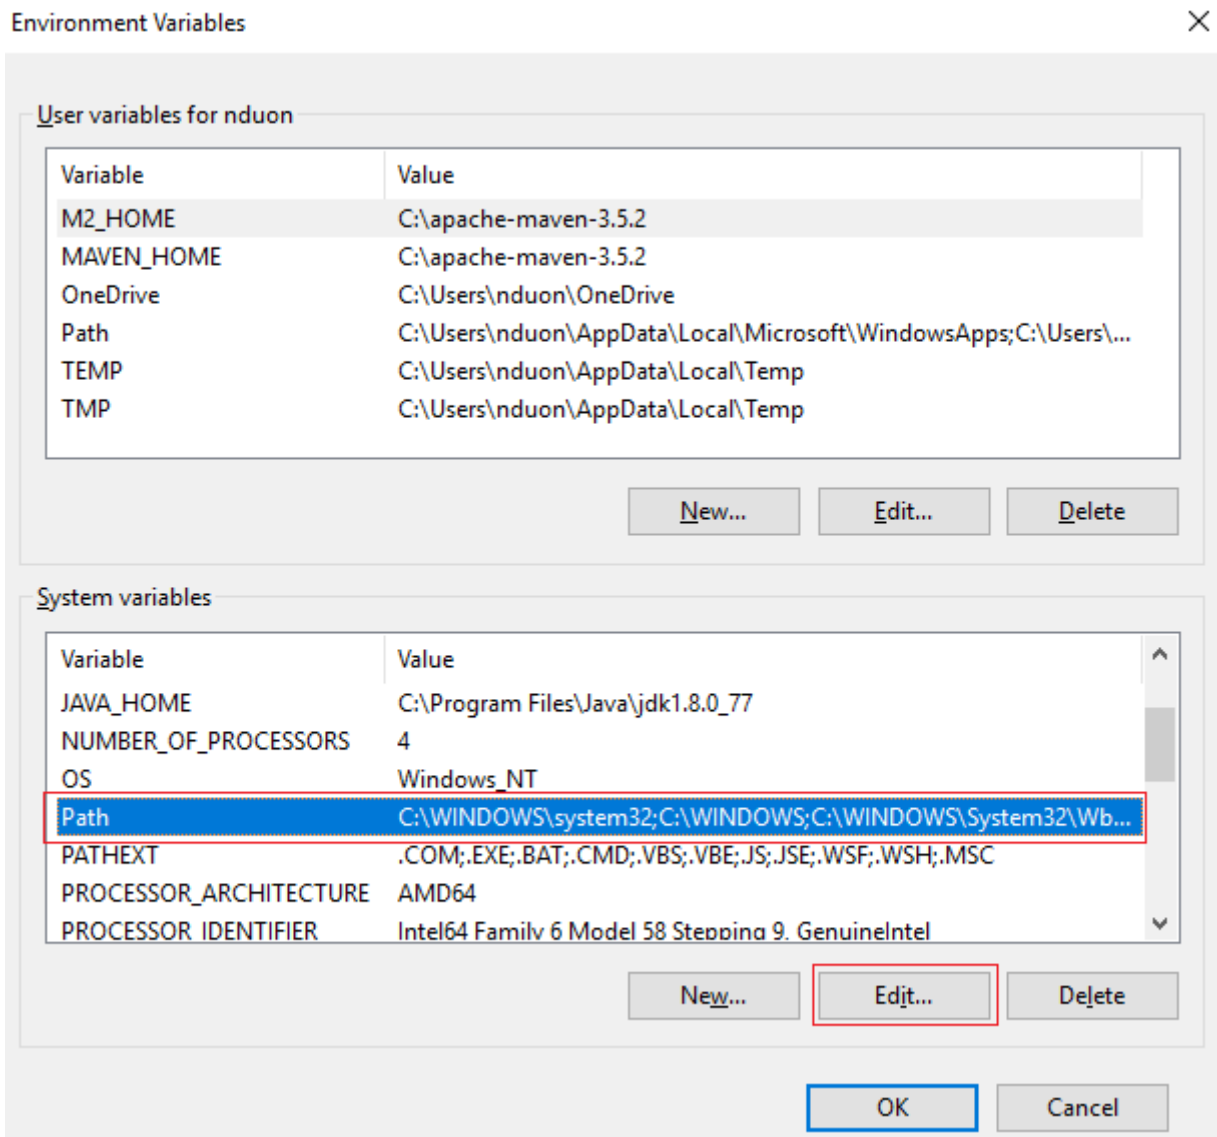 Environment Variables
User variables for nduon
Variable Value
M2_HOME C:\apache-maven-3.5.2
MAVEN_HOME C:\apache-maven-3.5.2
OneDrive C:\Users\nduon\OneDrive
Path C:\Users\nduon\AppData\Local\Microsoft\WindowsApps;C:\Users\...
TEMP C:\Users\nduon\AppData\Local\Temp
TMP C:\Users\nduon\AppData\Local\Temp
New... Edit... Delete
System variables
Variable Value
JAVA_HOME C:\Program Files\Java\jdk1.8.0_77
NUMBER_OF_PROCESSORS 4
OS Windows_NT
Path C:\WINDOWS\system32;C:\WINDOWS;C:\WINDOWS\System32\Wb...
PATHEXT .COM;.EXE;.BAT;.CMD;.VBS;.VBE;.JS;.JSE;.WSF;.WSH;.MSC
PROCESSOR_ARCHITECTURE AMD64
PROCESSOR_IDENTIFIER Intel64 Family 6 Model 58 Stepping 9, GenuineIntel
New... Edit... Delete
OK Cancel